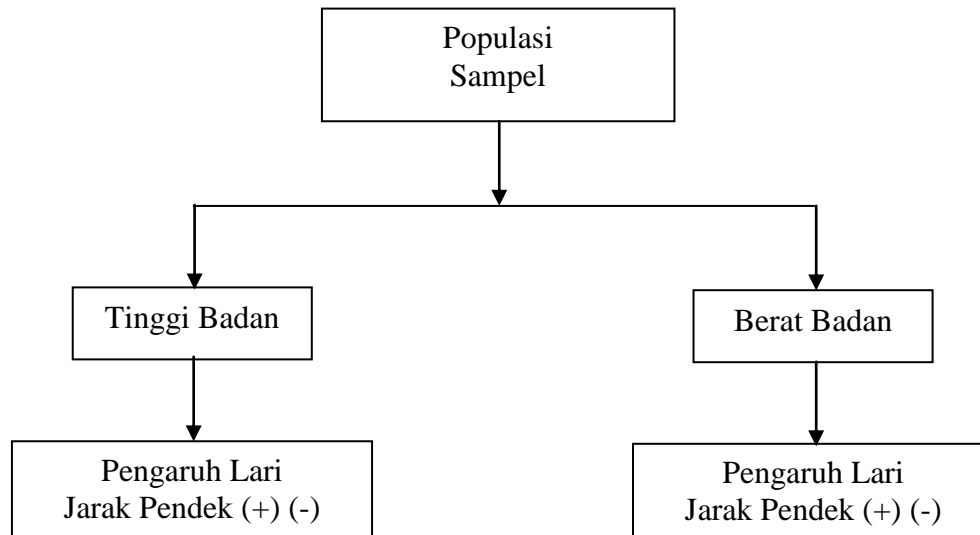 Populasi
Sampel
Tinggi Badan
Berat Badan
Pengaruh Lari
Jarak Pendek (+) (-)
Pengaruh Lari
Jarak Pendek (+) (-)